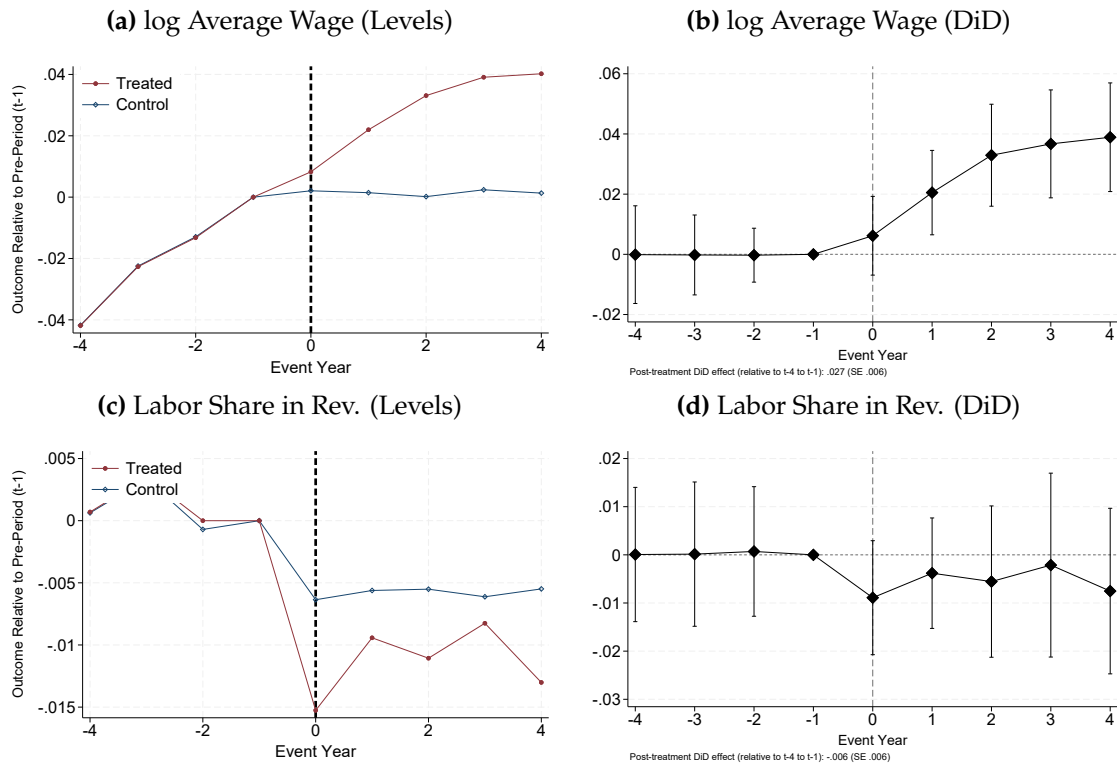 (a) log Average Wage (Levels)
Outcome Relative to Pre-Period (t-1)
.04
.02
0
-.02
-.04
Treated
Control
-4 -2 0 2 4
Event Year
(b) log Average Wage (DiD)
.06
.04
.02
0
-.02
-4 -3 -2 -1 0 1 2 3 4
Event Year
Post-treatment DiD effect (relative to t-4 to t-1): .027 (SE .006)
(c) Labor Share in Rev. (Levels)
Outcome Relative to Pre-Period (t-1)
.005
0
-.005
-.01
-.015
Treated
Control
-4 -2 0 2 4
Event Year
(d) Labor Share in Rev. (DiD)
.02
.01
0
-.01
-.02
-.03
-4 -3 -2 -1 0 1 2 3 4
Event Year
Post-treatment DiD effect (relative to t-4 to t-1): -.006 (SE .006)